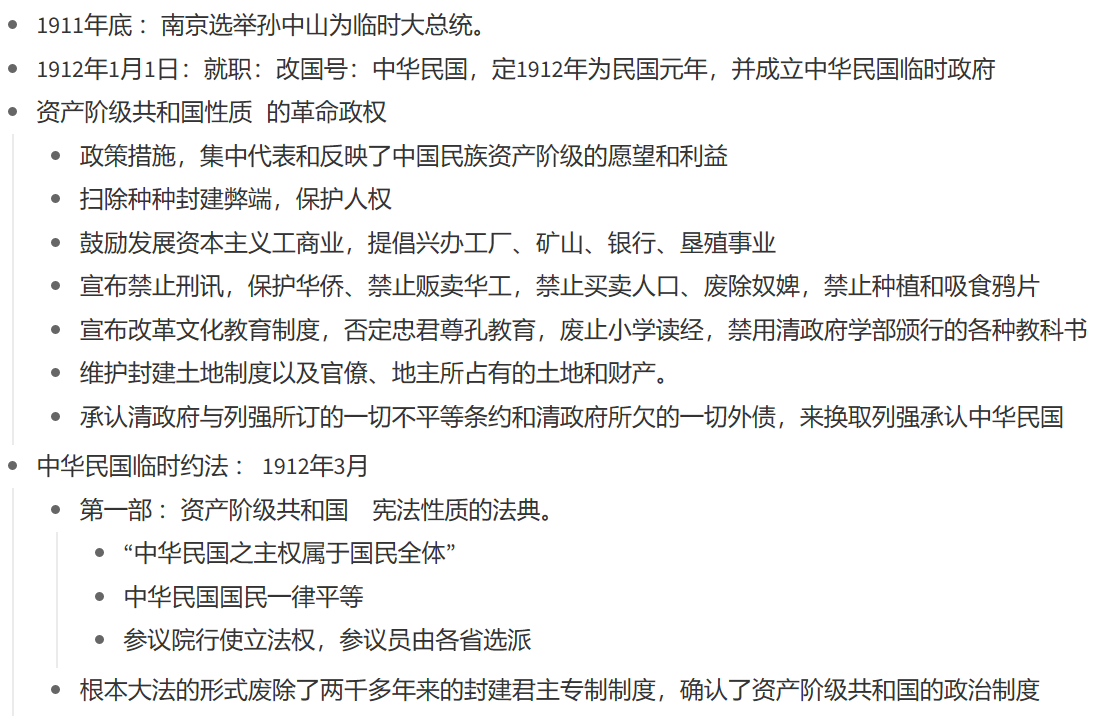 1911年底：南京选举孙中山为临时大总统。
1912年1月1日：就职：改国号：中华民国，定1912年为民国元年，并成立中华民国临时政府
资产阶级共和国性质 的革命政权
政策措施，集中代表和反映了中国民族资产阶级的愿望和利益
扫除种种封建弊端，保护人权
鼓励发展资本主义工商业，提倡兴办工厂、矿山、银行、垦殖事业
宣布禁止刑讯，保护华侨、禁止贩卖华工，禁止买卖人口、废除奴婢，禁止种植和吸食鸦片
宣布改革文化教育制度，否定忠君尊孔教育，废止小学读经，禁用清政府学部颁行的各种教科书
维护封建土地制度以及官僚、地主所占有的土地和财产。
承认清政府与列强所订的一切不平等条约和清政府所欠的一切外债，来换取列强承认中华民国
中华民国临时约法： 1912年3月
第一部：资产阶级共和国 宪法性质的法典。
“中华民国之主权属于国民全体”
中华民国国民一律平等
参议院行使立法权，参议员由各省选派
根本大法的形式废除了两千多年来的封建君主专制制度，确认了资产阶级共和国的政治制度